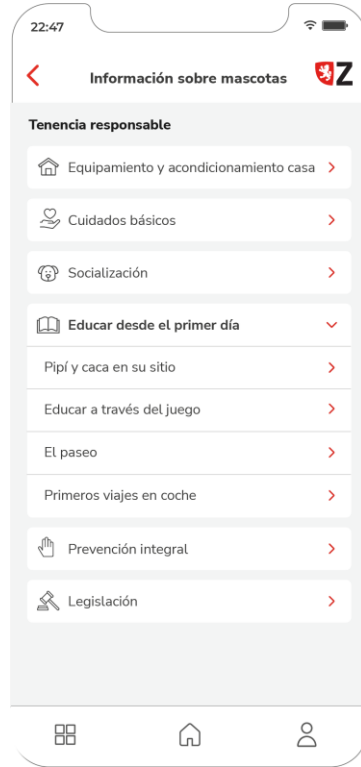 22:47
Información sobre mascotas
Z
Tenencia responsable
Equipamiento y acondicionamiento casa
Cuidados básicos
Socialización
Educar desde el primer día
Pipí y caca en su sitio
Educar a través del juego
El paseo
Primeros viajes en coche
Prevención integral
Legislación